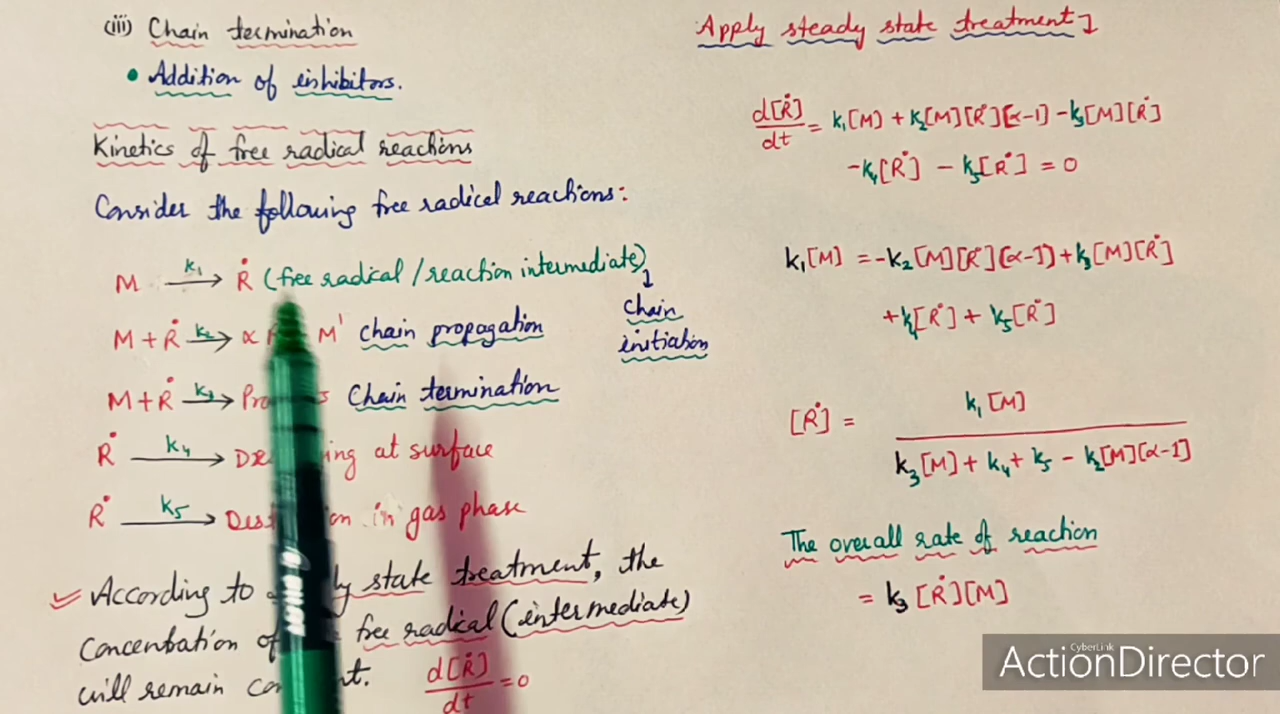 (iii) Chain termination
• Addition of inhibitors.
Kinetics of free radical reactions
Consider the following free radical reactions:
M —k₁→ Ṙ (free radical/reaction intermediate)
↓
Chain
initiation
M + Ṙ —k₂→ ∝ M' Chain propagation
M + Ṙ —k₃→ Chain termination
R• —k₄→ at surface
R• —k₅→ in gas phase
✓ According to state treatment, the
concentation of free radical (intermediate)
will remain
d[Ṙ]/dt = 0
Apply steady state treatment
d[Ṙ]/dt = k₁[M] + k₂[M][R•][∝-1] - k₃[M][Ṙ]
-k₄[R•] - k₅[R•] = 0
k₁[M] = -k₂[M][R•](∝-1) + k₃[M][R•]
+k₄[R•] + k₅[R•]
[R•] = k₁[M]
k₃[M] + k₄ + k₅ - k₂[M][∝-1]
The overall rate of reaction
= k₃[Ṙ][M]
PILOT
CyberLink
ActionDirector